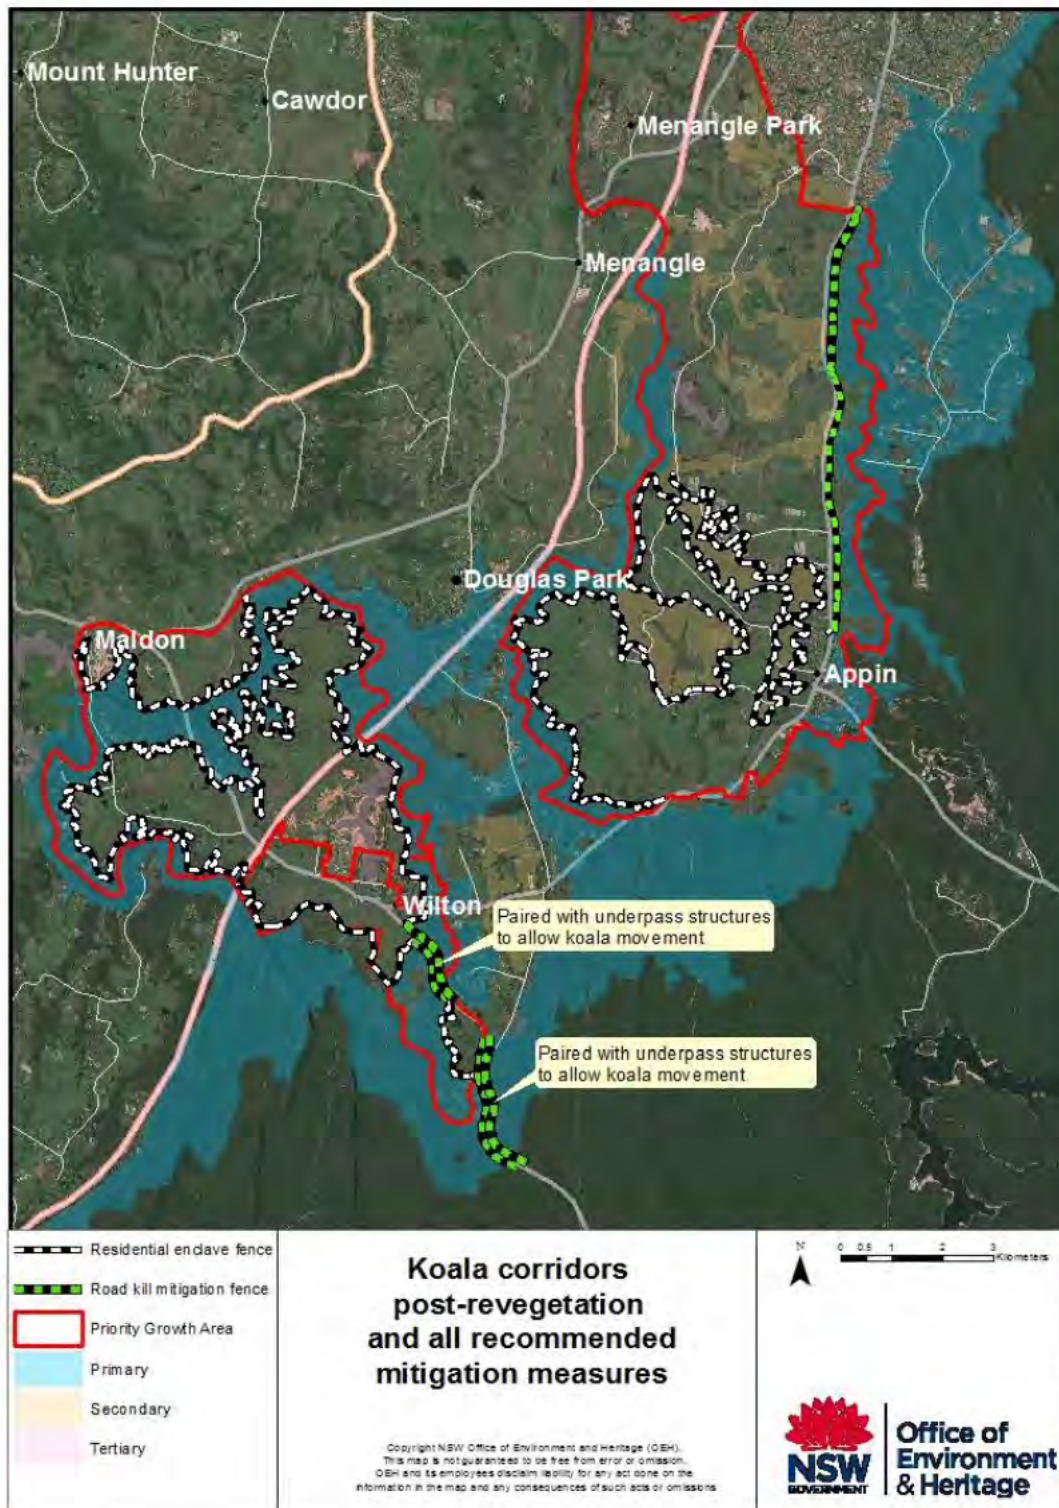 Mount Hunter
Cawdor
Menangle Park
Menangle
Douglas Park
Maldon
Appin
Wilton
Paired with underpass structures
to allow koala movement
Paired with underpass structures
to allow koala movement
Residential enclave fence
Road kill mitigation fence
Priority Growth Area
Primary
Secondary
Tertiary
Koala corridors
post-revegetation
and all recommended
mitigation measures
Copyright NSW Office of Environment and Heritage (OEH).
This map is not guaranteed to be free from error or omission.
OEH and its employees disclaim liability for any act done on the
information in the map and any consequences of such acts or omissions
N
0 0.5 1 2 3
Kilometers
NSW
GOVERNMENT
Office of
Environment
& Heritage